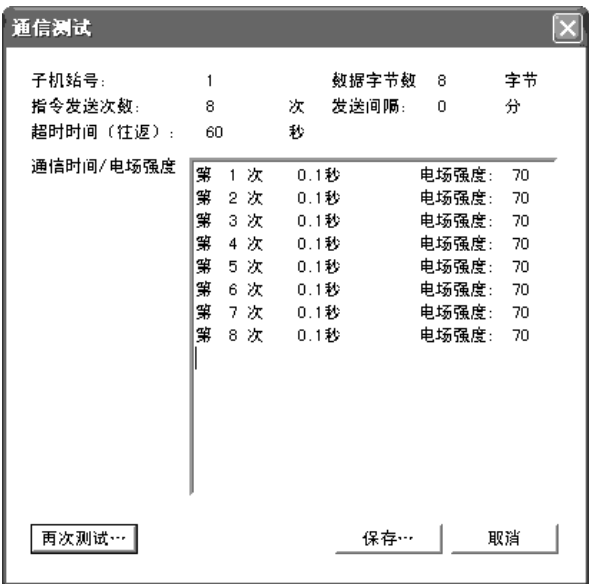 通信测试
子机站号: 1 数据字节数 8 字节
指令发送次数: 8 次 发送间隔: 0 分
超时时间（往返）: 60 秒
通信时间/电场强度
第 1 次 0.1秒 电场强度: 70
第 2 次 0.1秒 电场强度: 70
第 3 次 0.1秒 电场强度: 70
第 4 次 0.1秒 电场强度: 70
第 5 次 0.1秒 电场强度: 70
第 6 次 0.1秒 电场强度: 70
第 7 次 0.1秒 电场强度: 70
第 8 次 0.1秒 电场强度: 70
再次测试… 保存… 取消